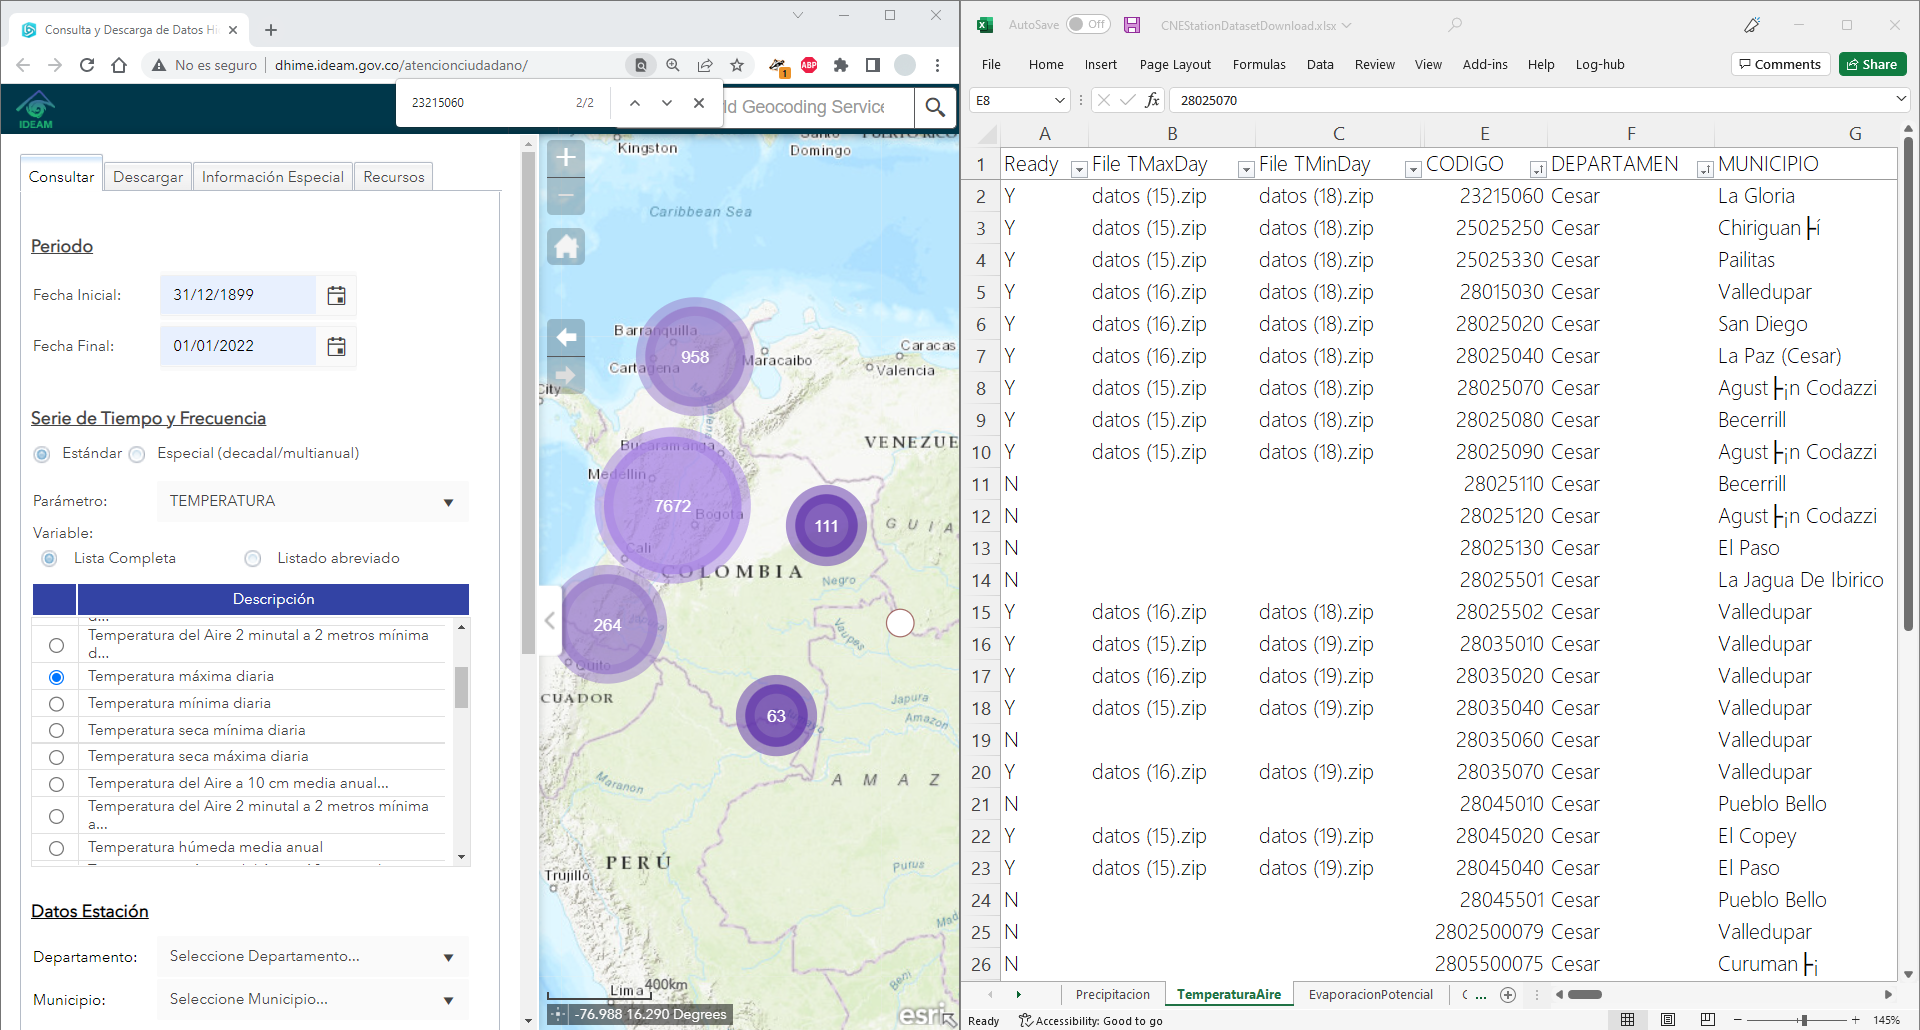 Consulta y Descarga de Datos Hi
No es seguro
dhime.ideam.gov.co/atencionciudadano/
ABP
1
IDEAM
23215060
2/2
ld Geocoding Service
Consultar
Descargar
Información Especial
Recursos
Periodo
Fecha Inicial:
31/12/1899
Fecha Final:
01/01/2022
Serie de Tiempo y Frecuencia
Estándar
Especial (decadal/multianual)
Parámetro:
TEMPERATURA
Variable:
Lista Completa
Listado abreviado
Descripción
d...
Temperatura del Aire 2 minutal a 2 metros mínima
d...
Temperatura máxima diaria
Temperatura mínima diaria
Temperatura seca mínima diaria
Temperatura seca máxima diaria
Temperatura del Aire a 10 cm media anual...
Temperatura del Aire 2 minutal a 2 metros mínima
a...
Temperatura húmeda media anual
Datos Estación
Departamento:
Seleccione Departamento...
Municipio:
Seleccione Municipio...
Kingston
Santo
Domingo
PUERTO RICO
Caribbean Sea
Barranquilla
958
Maracaibo
Caracas
Cartagena
Valencia
City
Bucaramanga
VENEZUE
Medellin
7672
Bogota
111
GUIA
Cali
COLOMBIA
Negro
264
Vaupes
Quito
CUADOR
63
Japura
Amazon
Maranon
AMAZ
PERÚ
Trujillo
Purus
Mad
Beni
Lima
400km
-76.988 16.290 Degrees
esri
AutoSave
Off
CNEStationDatasetDownload.xlsx
File
Home
Insert
Page Layout
Formulas
Data
Review
View
Add-ins
Help
Log-hub
Comments
Share
E8
fx
28025070
A B C E F G
1 Ready File TMaxDay File TMinDay CODIGO DEPARTAMEN MUNICIPIO
2 Y datos (15).zip datos (18).zip 23215060 Cesar La Gloria
3 Y datos (15).zip datos (18).zip 25025250 Cesar Chiriguan├í
4 Y datos (15).zip datos (18).zip 25025330 Cesar Pailitas
5 Y datos (16).zip datos (18).zip 28015030 Cesar Valledupar
6 Y datos (16).zip datos (18).zip 28025020 Cesar San Diego
7 Y datos (16).zip datos (18).zip 28025040 Cesar La Paz (Cesar)
8 Y datos (15).zip datos (18).zip 28025070 Cesar Agust├¡n Codazzi
9 Y datos (15).zip datos (18).zip 28025080 Cesar Becerrill
10 Y datos (15).zip datos (18).zip 28025090 Cesar Agust├¡n Codazzi
11 N 28025110 Cesar Becerrill
12 N 28025120 Cesar Agust├¡n Codazzi
13 N 28025130 Cesar El Paso
14 N 28025501 Cesar La Jagua De Ibirico
15 Y datos (16).zip datos (18).zip 28025502 Cesar Valledupar
16 Y datos (15).zip datos (19).zip 28035010 Cesar Valledupar
17 Y datos (16).zip datos (19).zip 28035020 Cesar Valledupar
18 Y datos (15).zip datos (19).zip 28035040 Cesar Valledupar
19 N 28035060 Cesar Valledupar
20 Y datos (16).zip datos (19).zip 28035070 Cesar Valledupar
21 N 28045010 Cesar Pueblo Bello
22 Y datos (15).zip datos (19).zip 28045020 Cesar El Copey
23 Y datos (15).zip datos (19).zip 28045040 Cesar El Paso
24 N 28045501 Cesar Pueblo Bello
25 N 2802500079 Cesar Valledupar
26 N 2805500075 Cesar Curuman├¡
Precipitacion
TemperaturaAire
EvaporacionPotencial
...
Ready
Accessibility: Good to go
145%